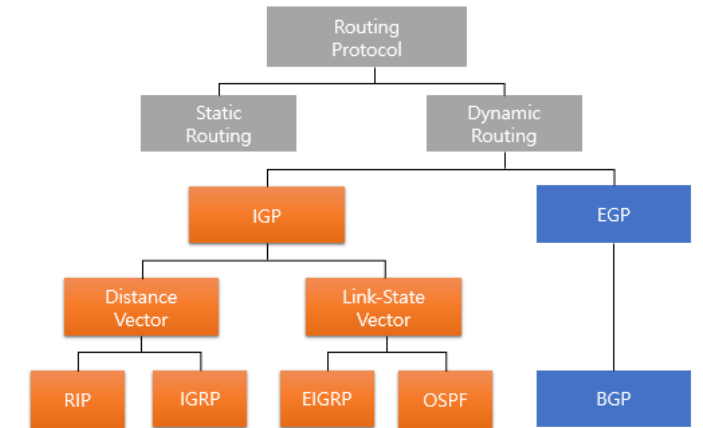 Routing
Protocol
Static
Routing
Dynamic
Routing
IGP
EGP
Distance
Vector
Link-State
Vector
RIP
IGRP
EIGRP
OSPF
BGP